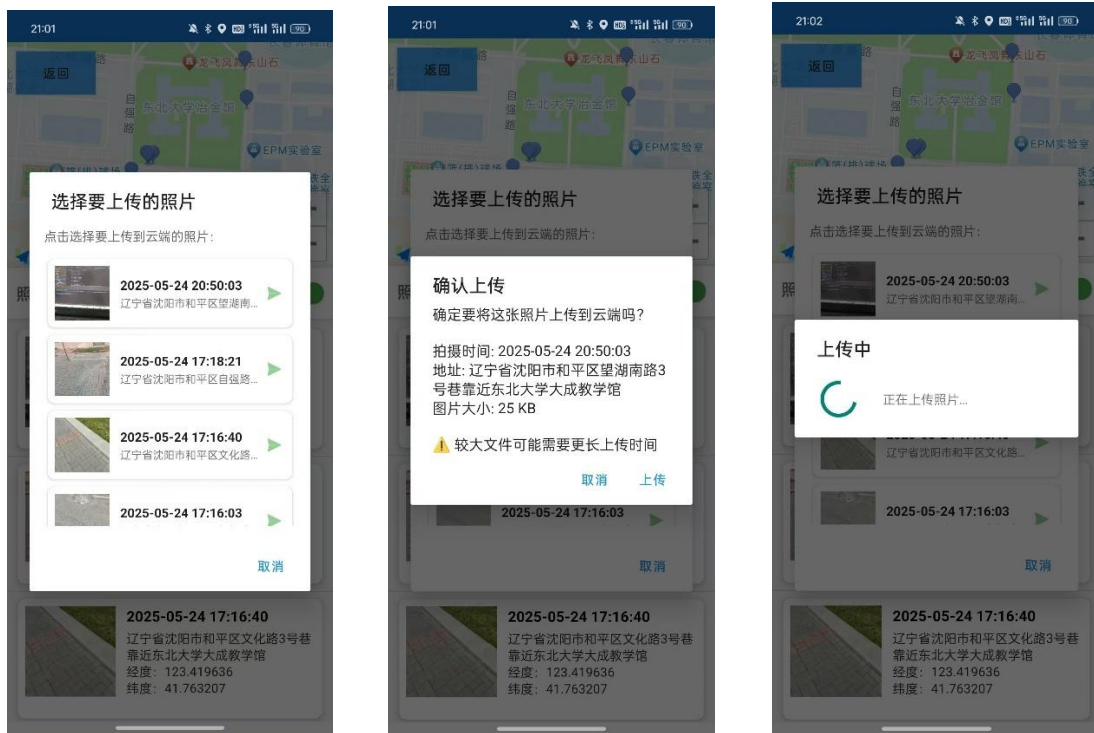 21:01
90
返回
龙飞凤舞东山石
自强路
东北大学冶金馆
EPM实验室
选择要上传的照片
点击选择要上传到云端的照片：
2025-05-24 20:50:03
辽宁省沈阳市和平区望湖南...
2025-05-24 17:18:21
辽宁省沈阳市和平区自强路...
2025-05-24 17:16:40
辽宁省沈阳市和平区文化路...
2025-05-24 17:16:03
取消
2025-05-24 17:16:40
辽宁省沈阳市和平区文化路3号巷
靠近东北大学大成教学馆
经度：123.419636
纬度：41.763207
21:01
90
返回
自强路
东北大学冶金馆
EPM实验室
选择要上传的照片
点击选择要上传到云端的照片：
确认上传
确定要将这张照片上传到云端吗？
拍摄时间: 2025-05-24 20:50:03
地址: 辽宁省沈阳市和平区望湖南路3
号巷靠近东北大学大成教学馆
图片大小: 25 KB
⚠️ 较大文件可能需要更长上传时间
取消 上传
2025-05-24 17:16:03
取消
2025-05-24 17:16:40
辽宁省沈阳市和平区文化路3号巷
靠近东北大学大成教学馆
经度：123.419636
纬度：41.763207
21:02
90
返回
自强路
东北大学冶金馆
EPM实验室
选择要上传的照片
点击选择要上传到云端的照片：
2025-05-24 20:50:03
辽宁省沈阳市和平区望湖南...
上传中
正在上传照片...
辽宁省沈阳市和平区文化路...
2025-05-24 17:16:03
取消
2025-05-24 17:16:40
辽宁省沈阳市和平区文化路3号巷
靠近东北大学大成教学馆
经度：123.419636
纬度：41.763207